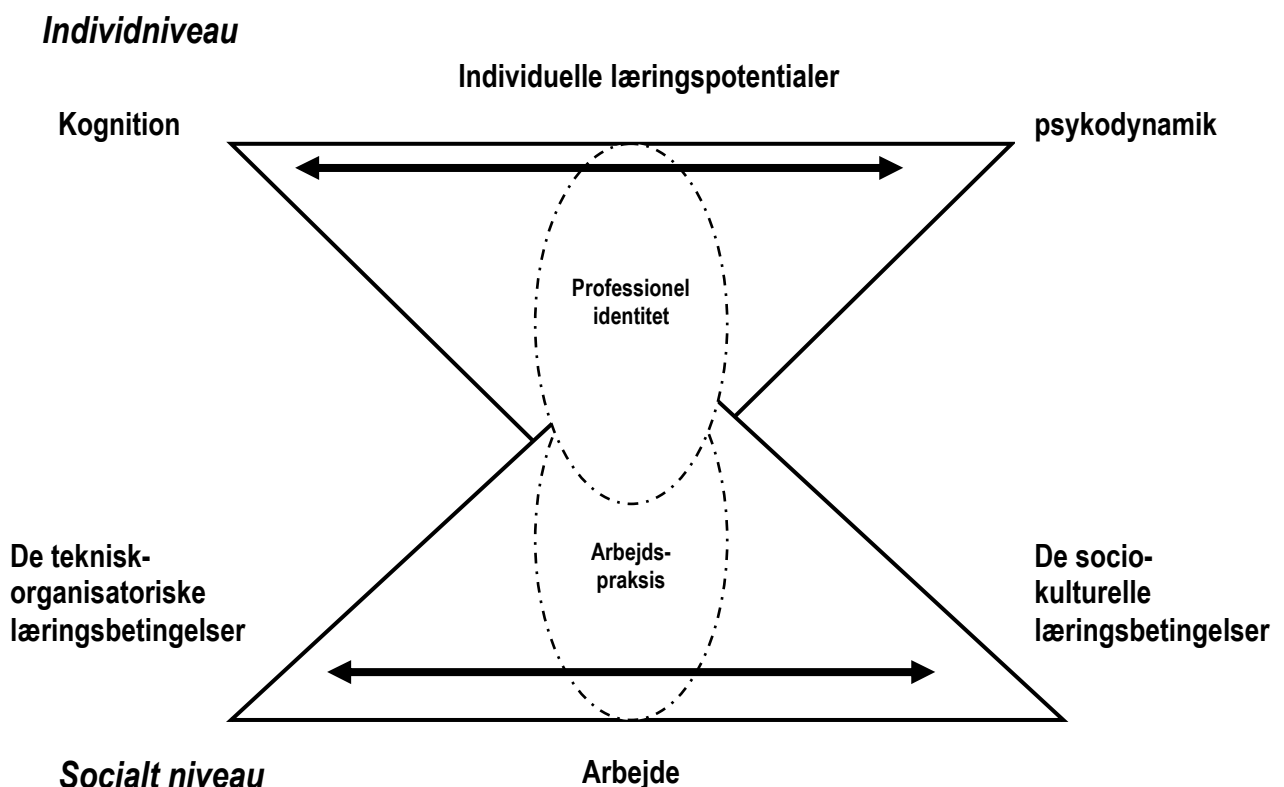 Individniveau
Individuelle læringspotentialer
Kognition
psykodynamik
Professionel
identitet
De teknisk-
organisatoriske
læringsbetingelser
Arbejds-
praksis
De socio-
kulturelle
læringsbetingelser
Socialt niveau
Arbejde